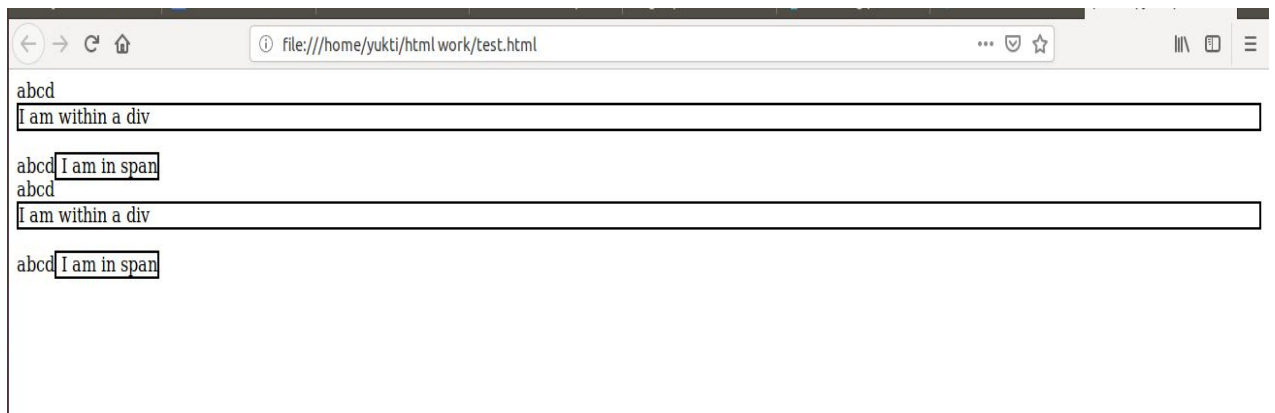 file:///home/yukti/html work/test.html
abcd
I am within a div
abcd I am in span
abcd
I am within a div
abcd I am in span